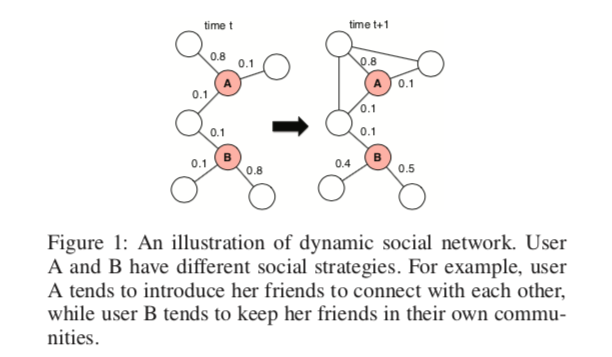 time t
time t+1
0.8
0.1
A
0.1
0.1
B
0.1
0.8
0.8
A
0.1
0.1
0.1
B
0.4
0.5
Figure 1: An illustration of dynamic social network. User
A and B have different social strategies. For example, user
A tends to introduce her friends to connect with each other,
while user B tends to keep her friends in their own commu-
nities.